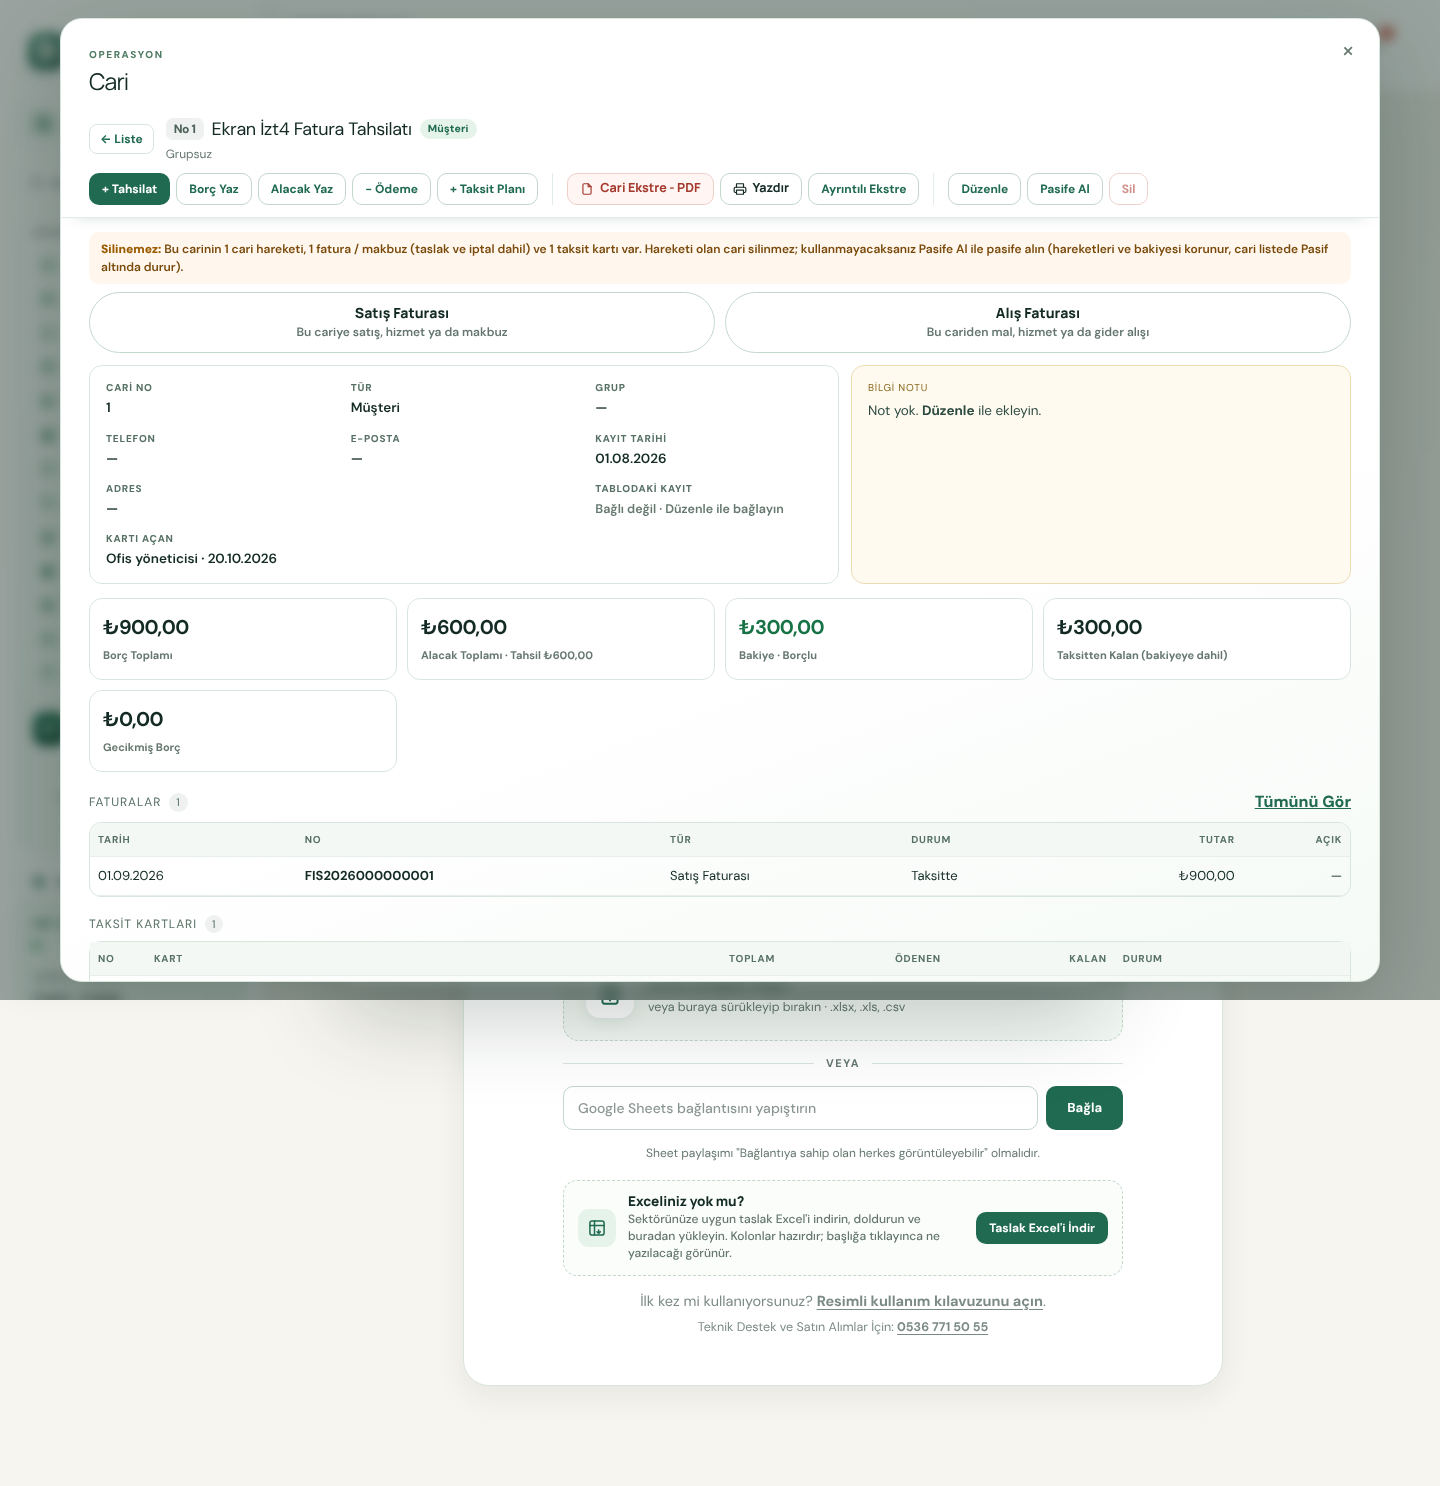 OPERASYON
Cari
×
← Liste
No 1 Ekran İzt4 Fatura Tahsilatı Müşteri
Grupsuz
+ Tahsilat Borç Yaz Alacak Yaz − Ödeme + Taksit Planı Cari Ekstre - PDF Yazdır Ayrıntılı Ekstre Düzenle Pasife Al Sil
Silinemez: Bu carinin 1 cari hareketi, 1 fatura / makbuz (taslak ve iptal dahil) ve 1 taksit kartı var. Hareketi olan cari silinmez; kullanmayacaksanız Pasife Al ile pasife alın (hareketleri ve bakiyesi korunur, cari listede Pasif
altında durur).
Satış Faturası
Bu cariye satış, hizmet ya da makbuz
Alış Faturası
Bu cariden mal, hizmet ya da gider alışı
CARİ NO TÜR GRUP
1 Müşteri —
TELEFON E-POSTA KAYIT TARİHİ
— — 01.08.2026
ADRES TABLODAKİ KAYIT
— Bağlı değil · Düzenle ile bağlayın
KARTI AÇAN
Ofis yöneticisi · 20.10.2026
BİLGİ NOTU
Not yok. Düzenle ile ekleyin.
₺900,00
Borç Toplamı
₺600,00
Alacak Toplamı · Tahsil ₺600,00
₺300,00
Bakiye · Borçlu
₺300,00
Taksitten Kalan (bakiyeye dahil)
₺0,00
Gecikmiş Borç
FATURALAR 1 Tümünü Gör
TARİH NO TÜR DURUM TUTAR AÇIK
01.09.2026 FIS2026000000001 Satış Faturası Taksitte ₺900,00 —
TAKSİT KARTLARI 1
NO KART TOPLAM ÖDENEN KALAN DURUM
veya buraya sürükleyip bırakın · .xlsx, .xls, .csv
VEYA
Google Sheets bağlantısını yapıştırın Bağla
Sheet paylaşımı "Bağlantıya sahip olan herkes görüntüleyebilir" olmalıdır.
Exceliniz yok mu?
Sektörünüze uygun taslak Excel'i indirin, doldurun ve
buradan yükleyin. Kolonlar hazırdır; başlığa tıklayınca ne
yazılacağı görünür.
Taslak Excel'i İndir
İlk kez mi kullanıyorsunuz? Resimli kullanım kılavuzunu açın.
Teknik Destek ve Satın Alımlar İçin: 0536 771 50 55